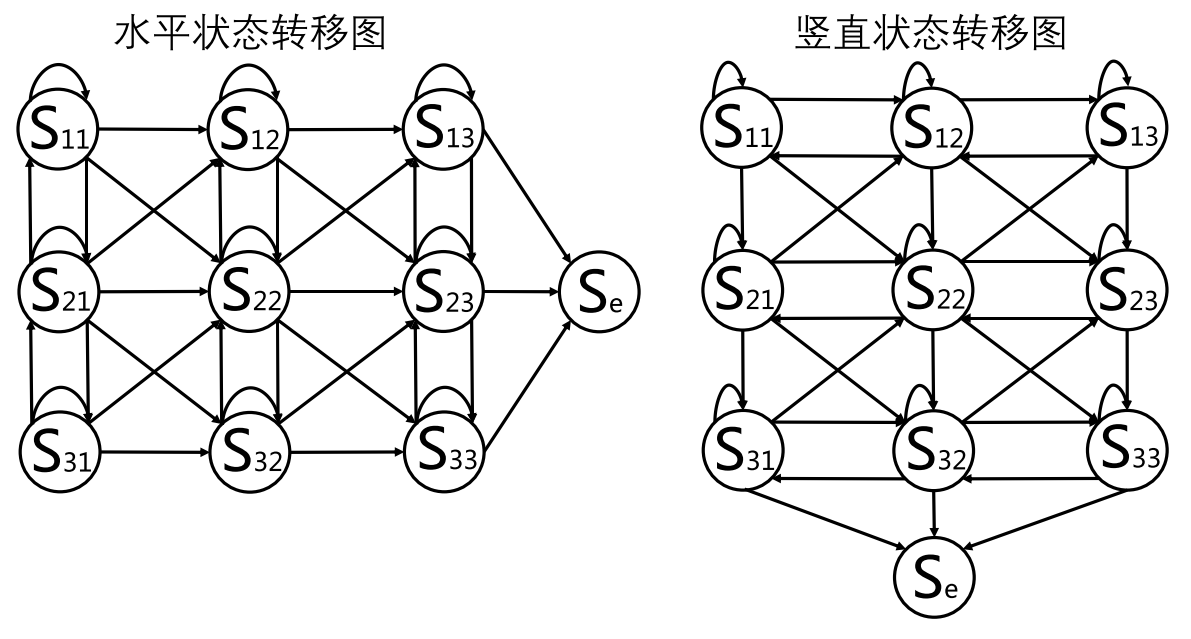 水平状态转移图
S11 S12 S13
S21 S22 S23 Se
S31 S32 S33
竖直状态转移图
S11 S12 S13
S21 S22 S23
S31 S32 S33
Se